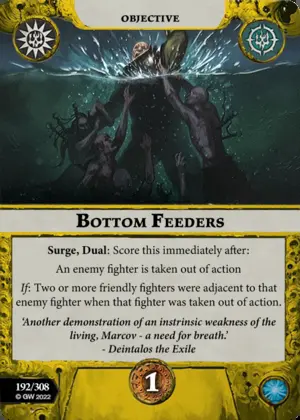 OBJECTIVE
BOTTOM FEEDERS
Surge, Dual: Score this immediately after:
An enemy fighter is taken out of action
If: Two or more friendly fighters were adjacent to that
enemy fighter when that fighter was taken out of action.
'Another demonstration of an instrinsic weakness of the
living, Marcov - a need for breath.'
- Deintalos the Exile
192/308
© GW 2022
1